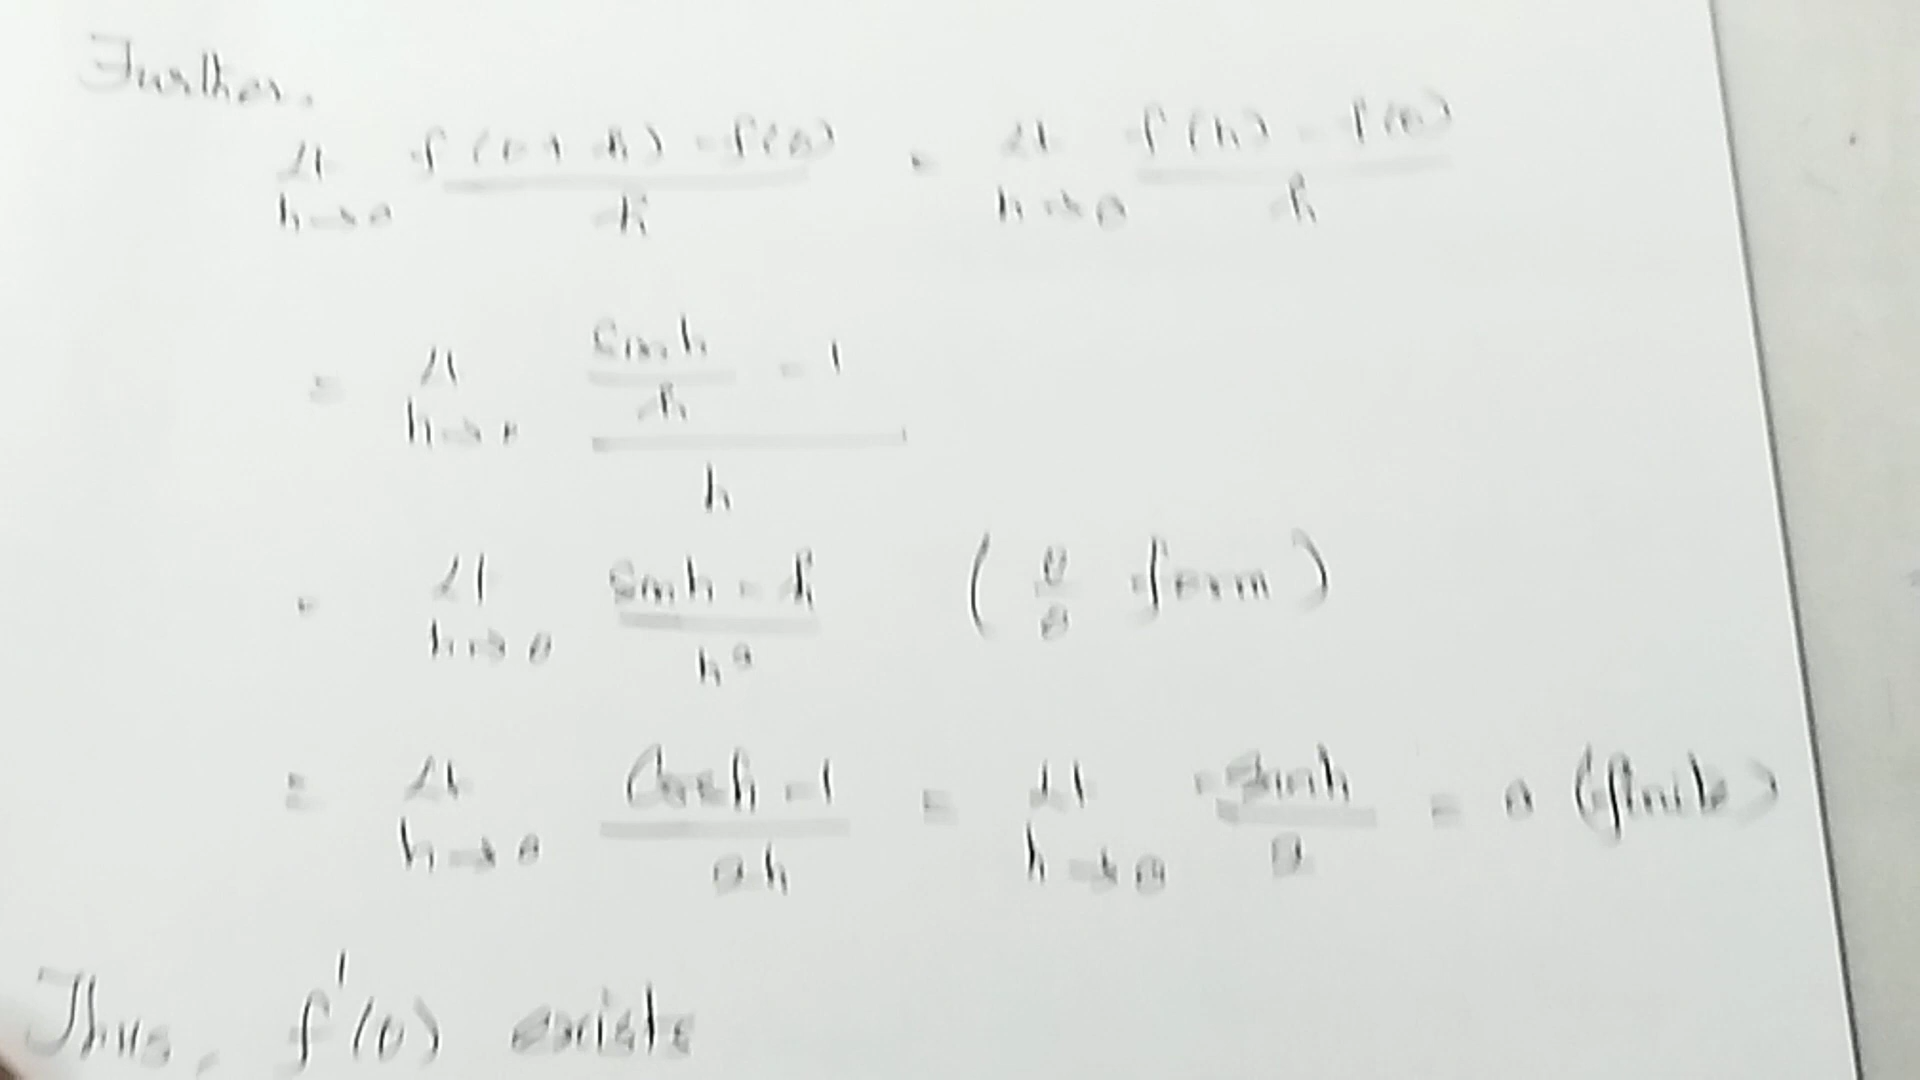 Further,
Lt h→0 f(0+h) - f(0) / h = Lt h→0 f(h) - f(0) / h
= Lt h→0 (Sinh / h - 1) / h
= Lt h→0 Sinh - h / h² (0/0 form)
= Lt h→0 Cosh - 1 / 2h = Lt h→0 -Sinh / 2 = 0 (finite)
Thus, f'(0) exists